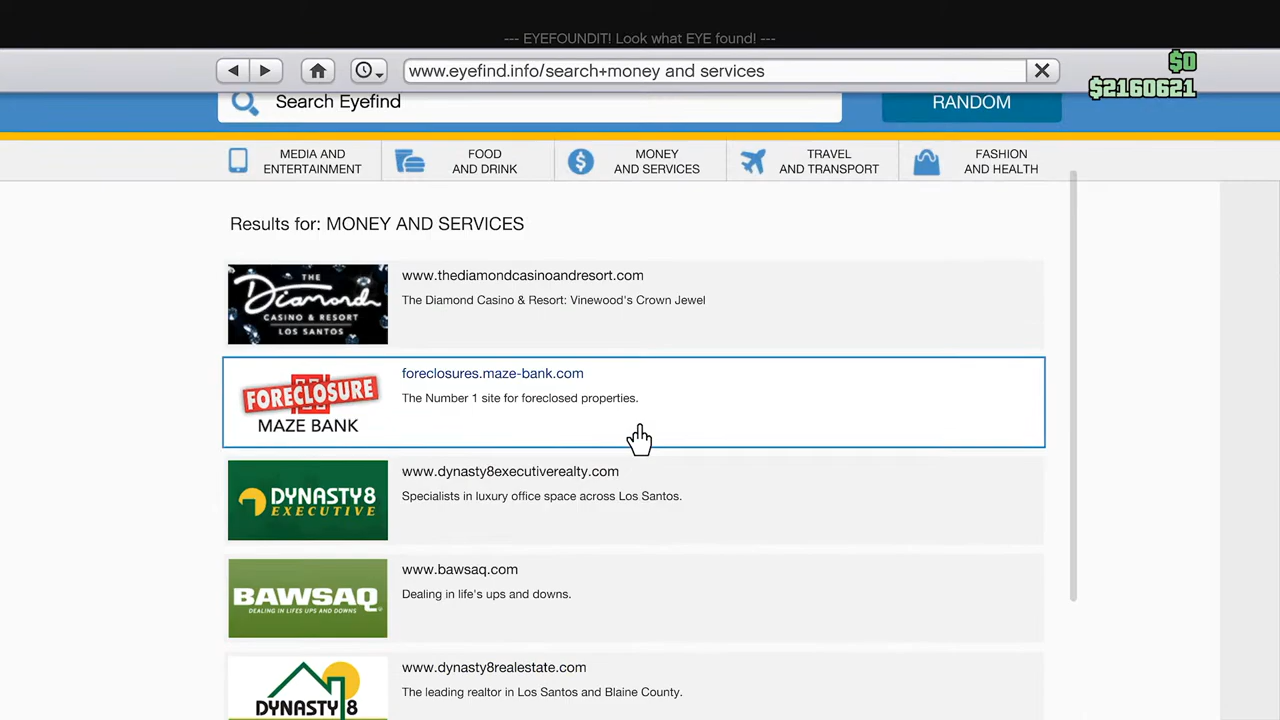 --- EYEFOUNDIT! Look what EYE found! ---
www.eyefind.info/search+money and services
$0
$2160621
Search Eyefind
RANDOM
MEDIA AND
ENTERTAINMENT
FOOD
AND DRINK
MONEY
AND SERVICES
TRAVEL
AND TRANSPORT
FASHION
AND HEALTH
Results for: MONEY AND SERVICES
THE
Diamond
CASINO & RESORT
LOS SANTOS
www.thediamondcasinoandresort.com
The Diamond Casino & Resort: Vinewood's Crown Jewel
FORECLOSURE
MAZE BANK
foreclosures.maze-bank.com
The Number 1 site for foreclosed properties.
DYNASTY 8
EXECUTIVE
www.dynasty8executiverealty.com
Specialists in luxury office space across Los Santos.
BAWSAQ
DEALING IN LIFES UPS AND DOWNS
www.bawsaq.com
Dealing in life's ups and downs.
DYNASTY 8
www.dynasty8realestate.com
The leading realtor in Los Santos and Blaine County.